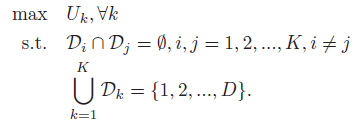 max U_k, ∀k
s.t. 𝒟_i ∩ 𝒟_j = ∅, i, j = 1, 2, ..., K, i ≠ j
⋃_{k=1}^{K} 𝒟_k = {1, 2, ..., D}.